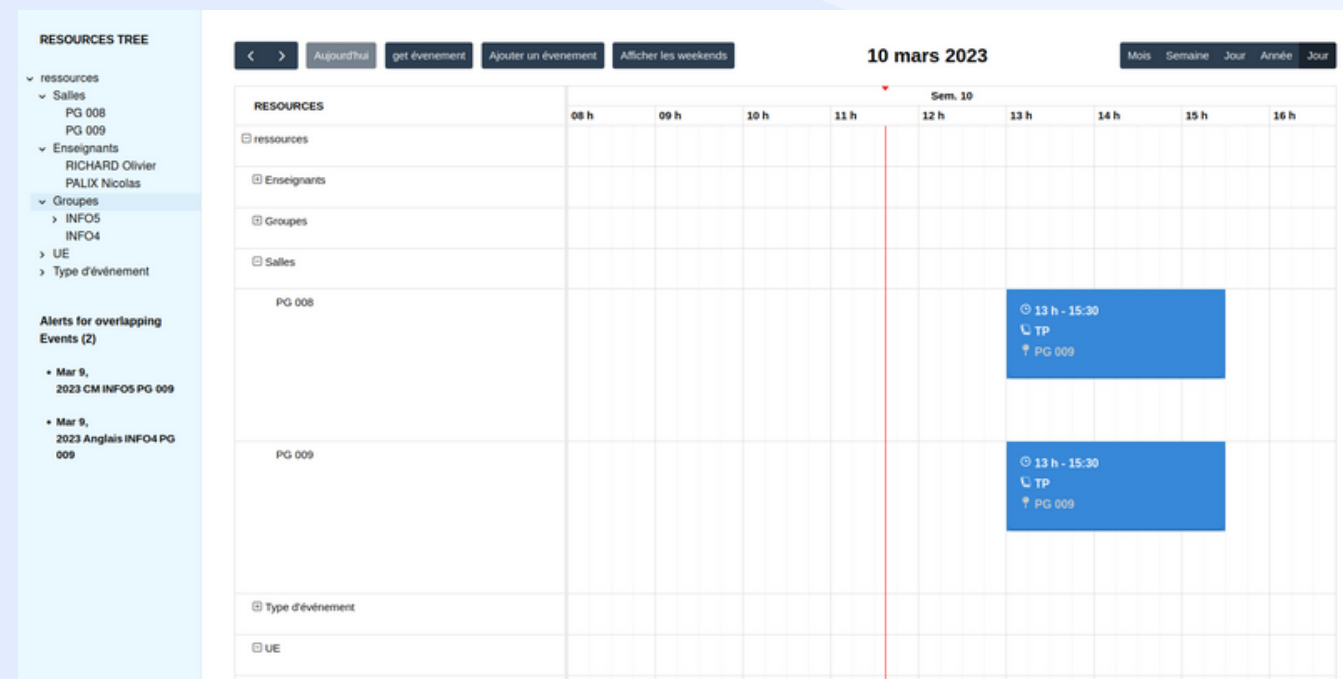 RESOURCES TREE
ressources
Salles
PG 008
PG 009
Enseignants
RICHARD Olivier
PALIX Nicolas
Groupes
INFO5
INFO4
UE
Type d'événement
Alerts for overlapping
Events (2)
Mar 9,
2023 CM INFO5 PG 009
Mar 9,
2023 Anglais INFO4 PG
009
Aujourd'hui get évenement Ajouter un évenement Afficher les weekends
10 mars 2023
Mois Semaine Jour Année Jour
RESOURCES
Sem. 10
08 h 09 h 10 h 11 h 12 h 13 h 14 h 15 h 16 h
ressources
Enseignants
Groupes
Salles
PG 008
13 h - 15:30
TP
PG 009
PG 009
13 h - 15:30
TP
PG 009
Type d'événement
UE